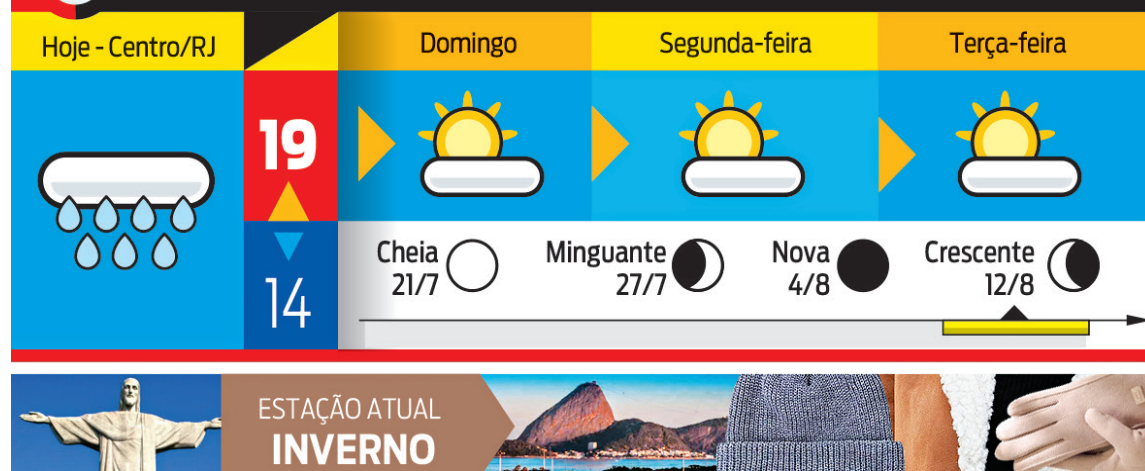 Hoje - Centro/RJ
Domingo
Segunda-feira
Terça-feira
19
14
Cheia
21/7
Minguante
27/7
Nova
4/8
Crescente
12/8
ESTAÇÃO ATUAL
INVERNO